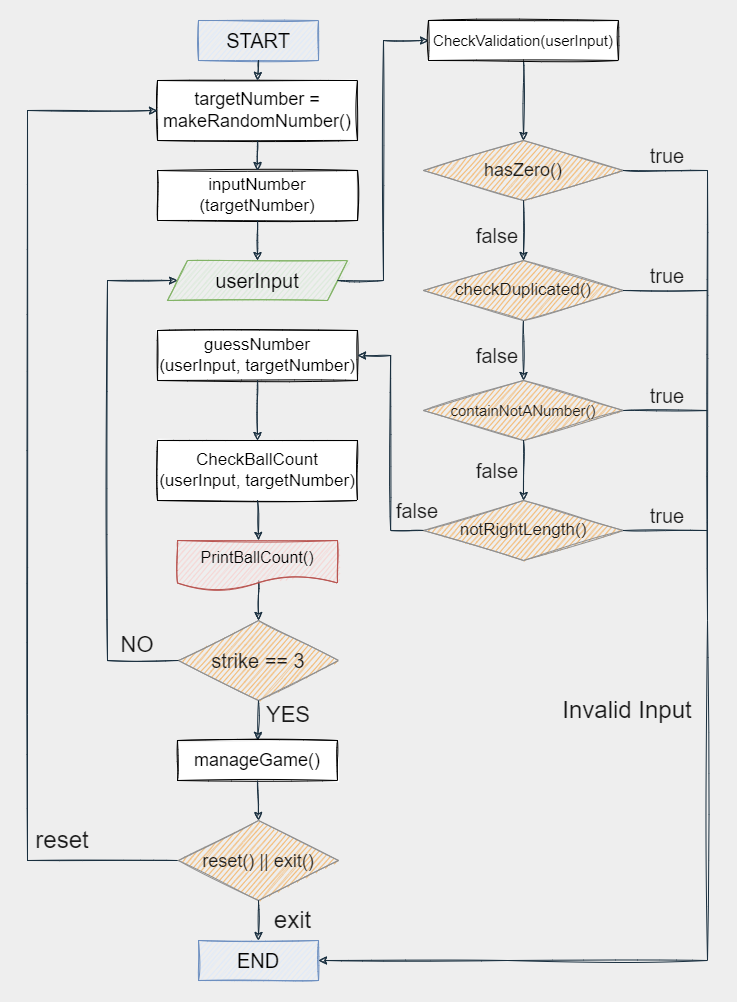 START
targetNumber =
makeRandomNumber()
inputNumber
(targetNumber)
userInput
CheckValidation(userInput)
hasZero()
true
false
checkDuplicated()
true
false
containNotANumber()
true
false
notRightLength()
true
false
guessNumber
(userInput, targetNumber)
CheckBallCount
(userInput, targetNumber)
PrintBallCount()
strike == 3
NO
YES
manageGame()
reset() || exit()
reset
exit
Invalid Input
END